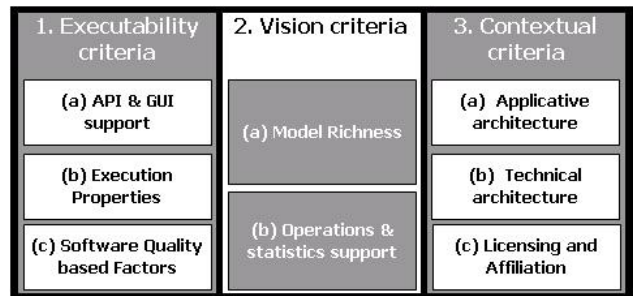 1. Executability
criteria
(a) API & GUI
support
(b) Execution
Properties
(c) Software Quality
based Factors
2. Vision criteria
(a) Model Richness
(b) Operations &
statistics support
3. Contextual
criteria
(a) Applicative
architecture
(b) Technical
architecture
(c) Licensing and
Affiliation